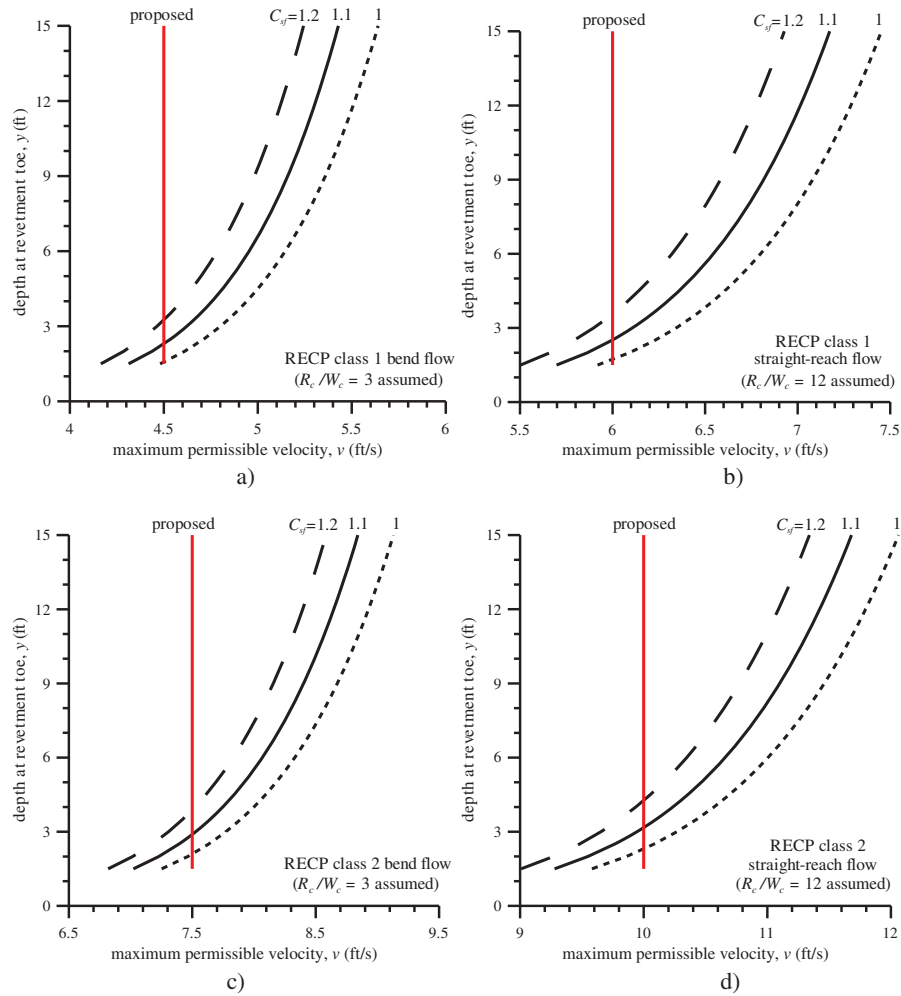 proposed C_sf=1.2 1.1 1
15
12
9
6
3
0
depth at revetment toe, y (ft)
RECP class 1 bend flow
(R_c/W_c = 3 assumed)
4 4.5 5 5.5 6
maximum permissible velocity, v (ft/s)
a)
proposed C_sf=1.2 1.1 1
15
12
9
6
3
0
depth at revetment toe, y (ft)
RECP class 1
straight-reach flow
(R_c/W_c = 12 assumed)
5.5 6 6.5 7 7.5
maximum permissible velocity, v (ft/s)
b)
proposed C_sf=1.2 1.1 1
15
12
9
6
3
0
depth at revetment toe, y (ft)
RECP class 2 bend flow
(R_c/W_c = 3 assumed)
6.5 7.5 8.5 9.5
maximum permissible velocity, v (ft/s)
c)
proposed C_sf=1.2 1.1 1
15
12
9
6
3
0
depth at revetment toe, y (ft)
RECP class 2
straight-reach flow
(R_c/W_c = 12 assumed)
9 10 11 12
maximum permissible velocity, v (ft/s)
d)